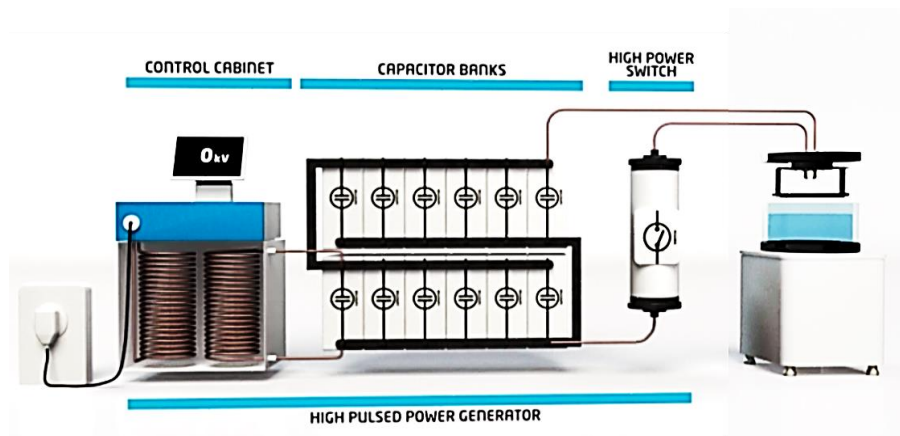 CONTROL CABINET
CAPACITOR BANKS
HIGH POWER
SWITCH
0kV
HIGH PULSED POWER GENERATOR